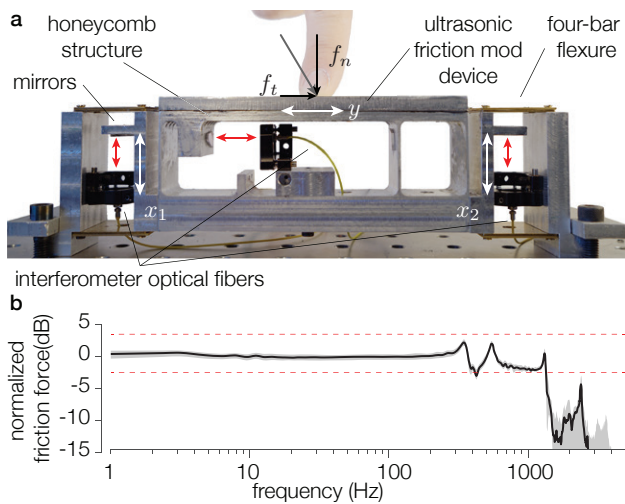 a
honeycomb
structure
ultrasonic
friction mod
device
four-bar
flexure
mirrors
f_t
f_n
y
x_1
x_2
interferometer optical fibers
b
normalized
friction force(dB)
5
0
-5
-10
-15
1
10
100
1000
frequency (Hz)